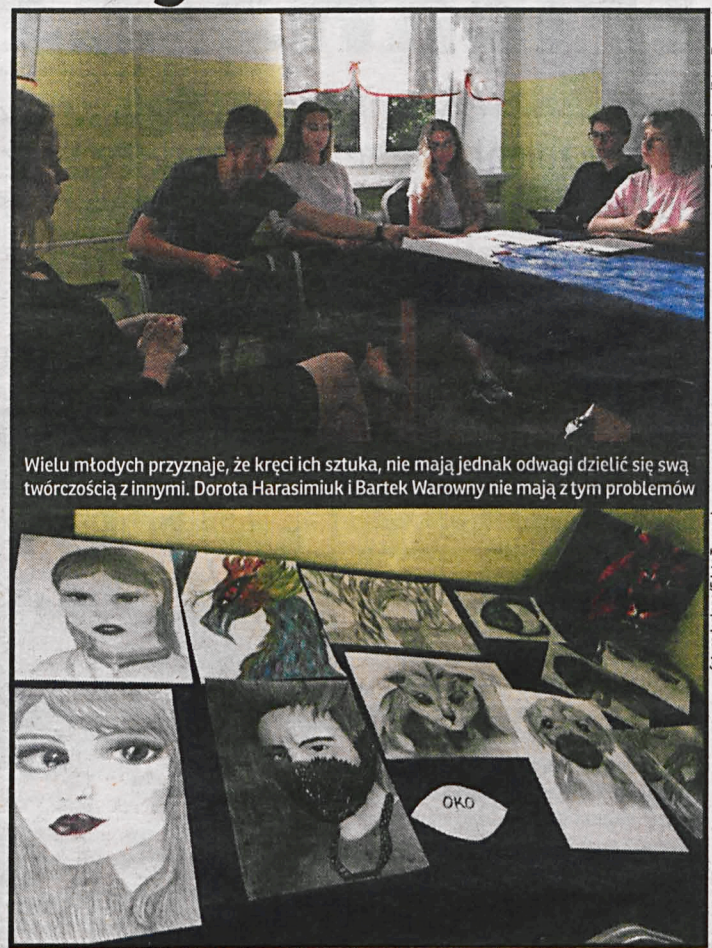 Wielu młodych przyznaje, że kręci ich sztuka, nie mają jednak odwagi dzielić się swą
twórczością z innymi. Dorota Harasimiuk i Bartek Warowny nie mają z tym problemów
OKO